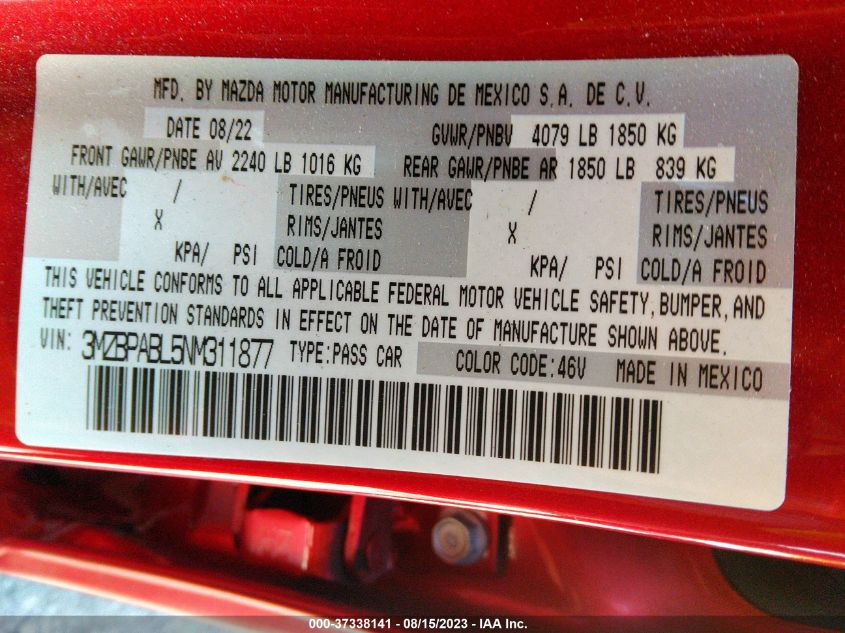 MFD. BY MAZDA MOTOR MANUFACTURING DE MEXICO S.A. DE C.V.
DATE 08/22 GVWR/PNBV 4079 LB 1850 KG
FRONT GAWR/PNBE AV 2240 LB 1016 KG REAR GAWR/PNBE AR 1850 LB 839 KG
WITH/AVEC / TIRES/PNEUS WITH/AVEC / TIRES/PNEUS
X RIMS/JANTES X RIMS/JANTES
KPA/ PSI COLD/A FROID KPA/ PSI COLD/A FROID
THIS VEHICLE CONFORMS TO ALL APPLICABLE FEDERAL MOTOR VEHICLE SAFETY, BUMPER, AND
THEFT PREVENTION STANDARDS IN EFFECT ON THE DATE OF MANUFACTURE SHOWN ABOVE.
VIN: 3MZBPABL5NM311877 TYPE:PASS CAR COLOR CODE:46V MADE IN MEXICO
000-37338141 - 08/15/2023 - IAA Inc.